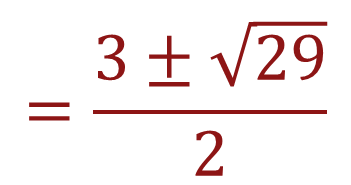 = (3 ± √29) / 2